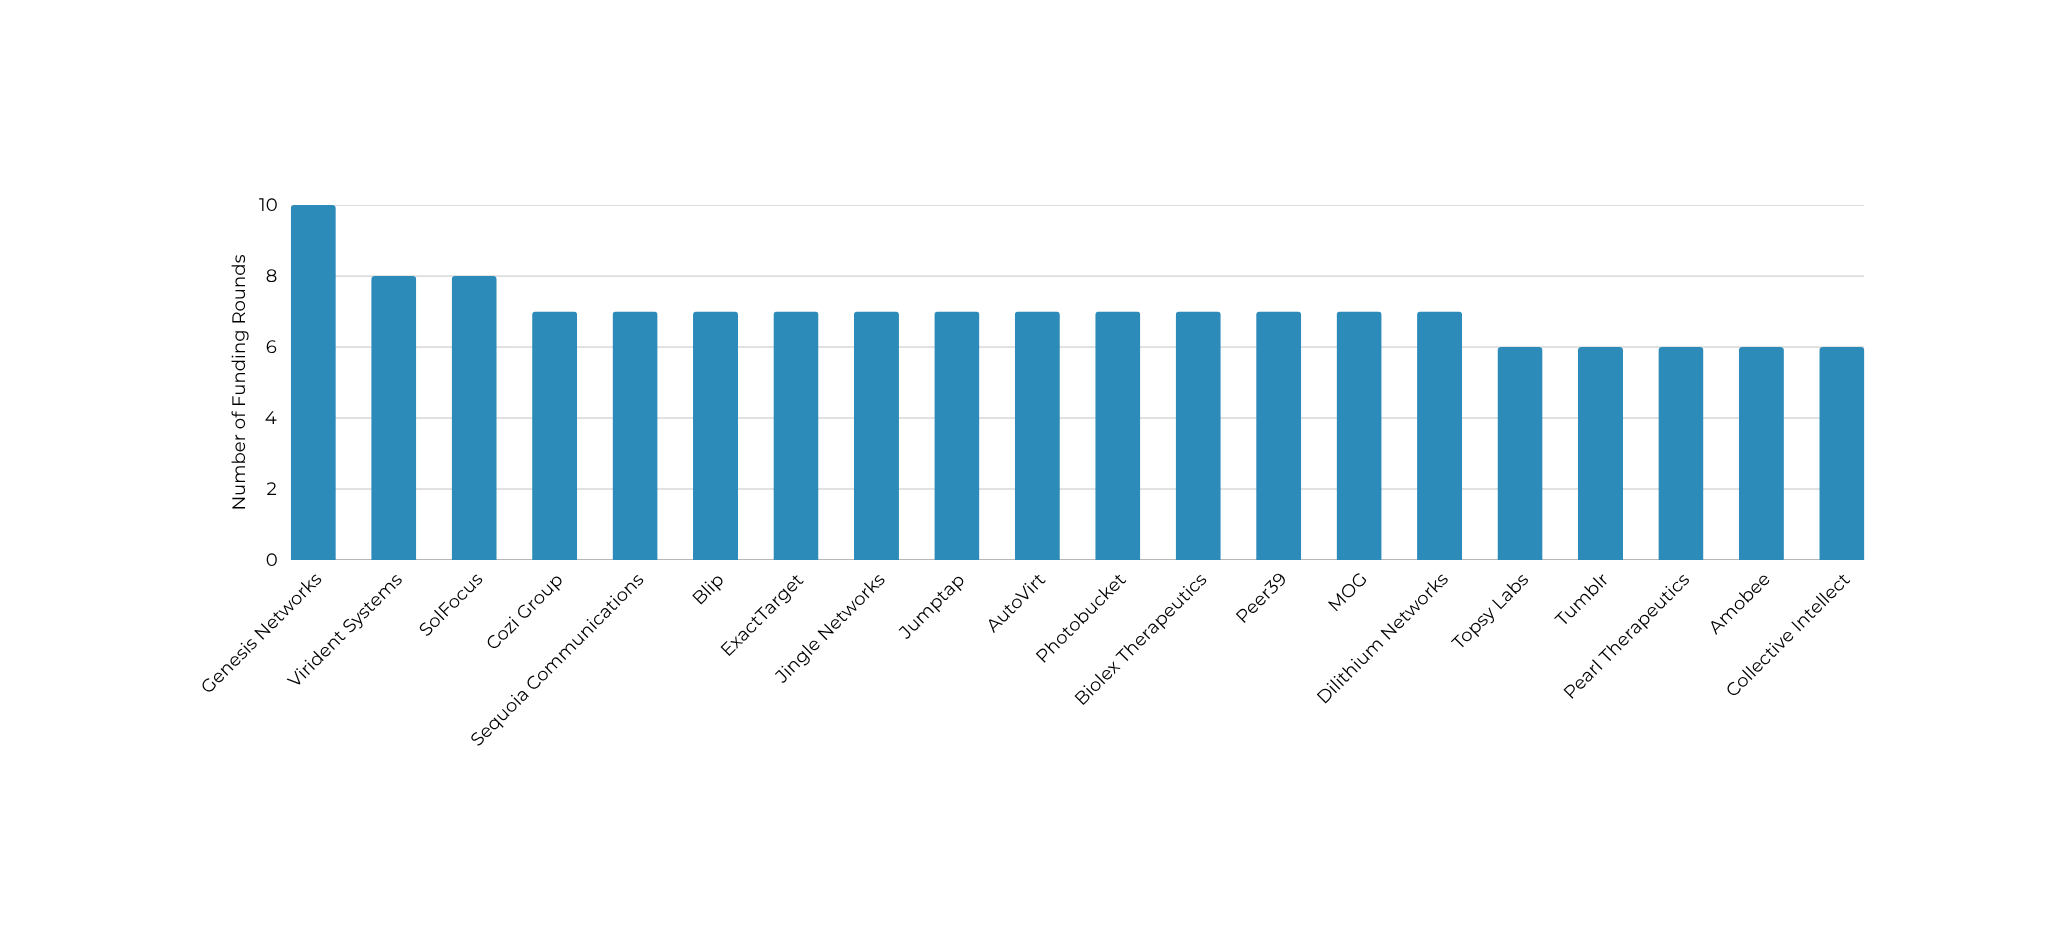 Number of Funding Rounds
10
8
6
4
2
0
Genesis Networks
Virident Systems
SolFocus
Cozi Group
Sequoia Communications
Blip
ExactTarget
Jingle Networks
Jumptap
AutoVirt
Photobucket
Biolex Therapeutics
Peer39
MOG
Dilithium Networks
Topsy Labs
Tumblr
Pearl Therapeutics
Amobee
Collective Intellect